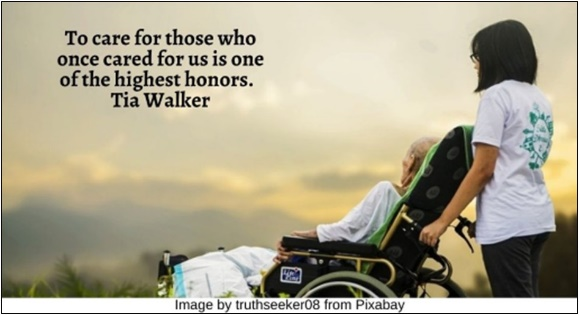 To care for those who
once cared for us is one
of the highest honors.
Tia Walker
Image by truthseeker08 from Pixabay